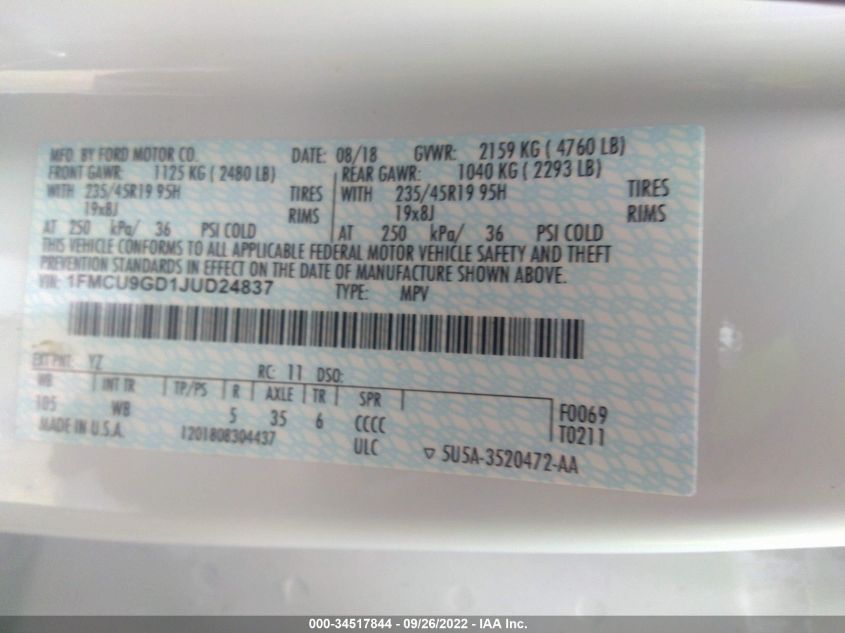 MFD. BY FORD MOTOR CO. DATE: 08/18 GVWR: 2159 KG ( 4760 LB)
FRONT GAWR: 1125 KG ( 2480 LB) REAR GAWR: 1040 KG ( 2293 LB)
WITH 235/45R19 95H TIRES WITH 235/45R19 95H TIRES
19x8J RIMS 19x8J RIMS
AT 250 kPa/ 36 PSI COLD AT 250 kPa/ 36 PSI COLD
THIS VEHICLE CONFORMS TO ALL APPLICABLE FEDERAL MOTOR VEHICLE SAFETY AND THEFT
PREVENTION STANDARDS IN EFFECT ON THE DATE OF MANUFACTURE SHOWN ABOVE.
VIN: 1FMCU9GD1JUD24837 TYPE: MPV
EXT PNT: YZ RC: 11 DSO:
WB INT TR TP/PS R AXLE TR SPR
105 WB 5 35 6 CCCC F0069
MADE IN U.S.A. 1201808304437 ULC T0211
▽ 5U5A-3520472-AA
000-34517844 - 09/26/2022 - IAA Inc.